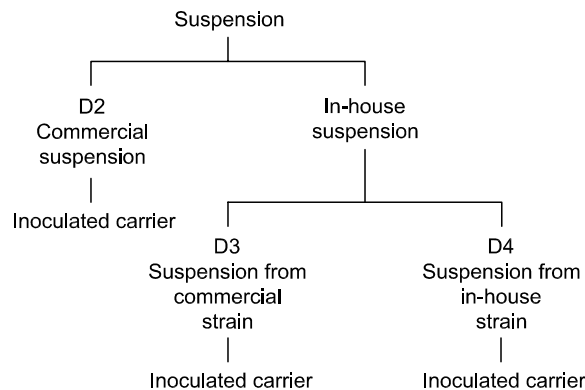 Suspension
D2
Commercial
suspension
Inoculated carrier
In-house
suspension
D3
Suspension from
commercial
strain
Inoculated carrier
D4
Suspension from
in-house
strain
Inoculated carrier